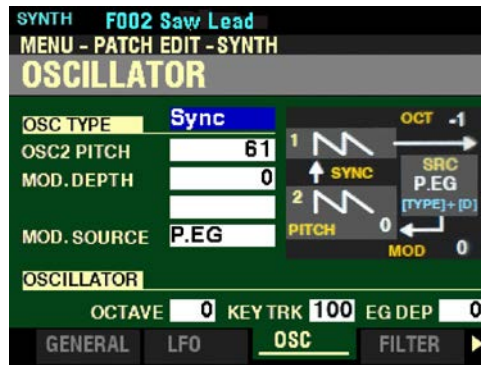 SYNTH F002 Saw Lead
MENU - PATCH EDIT - SYNTH
OSCILLATOR
OSC TYPE Sync
OSC2 PITCH 61
MOD. DEPTH 0
MOD. SOURCE P.EG
OCT -1
1
SYNC
SRC
P.EG
[TYPE]+[D]
2
PITCH 0
MOD 0
OSCILLATOR
OCTAVE 0 KEY TRK 100 EG DEP 0
GENERAL LFO OSC FILTER